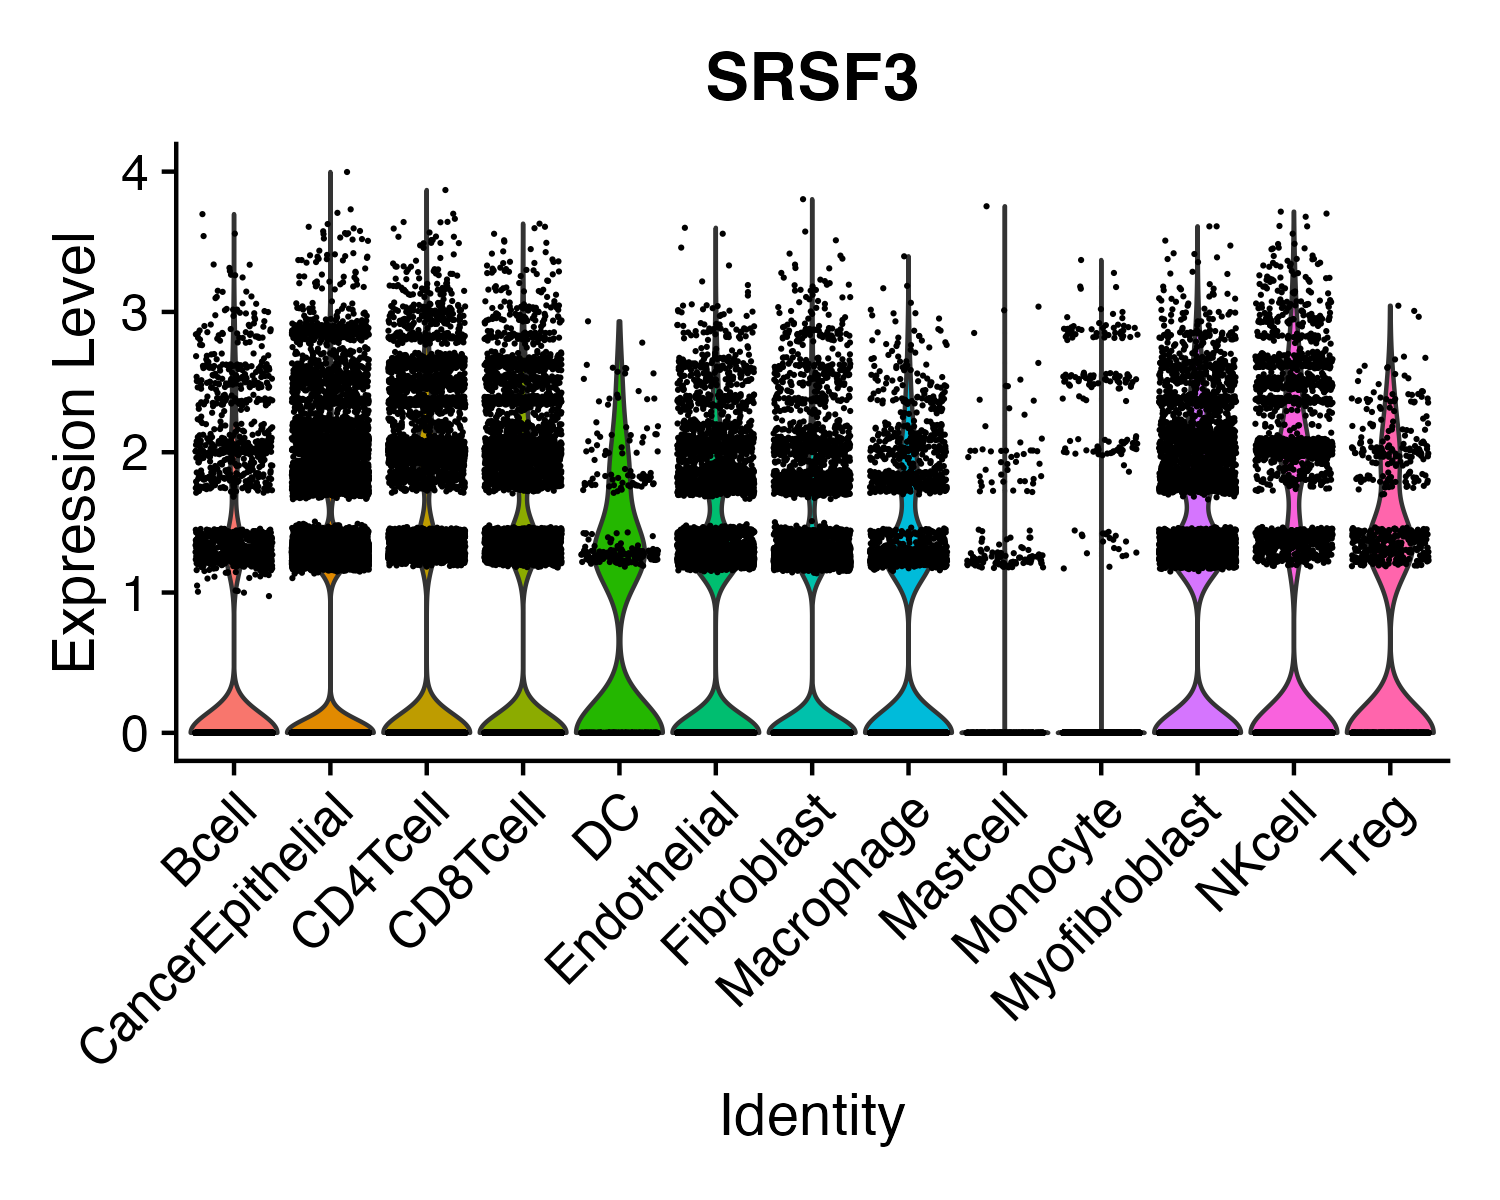 SRSF3
Expression Level
4
3
2
1
0
Bcell
CancerEpithelial
CD4Tcell
CD8Tcell
DC
Endothelial
Fibroblast
Macrophage
Mastcell
Monocyte
Myofibroblast
NKcell
Treg
Identity